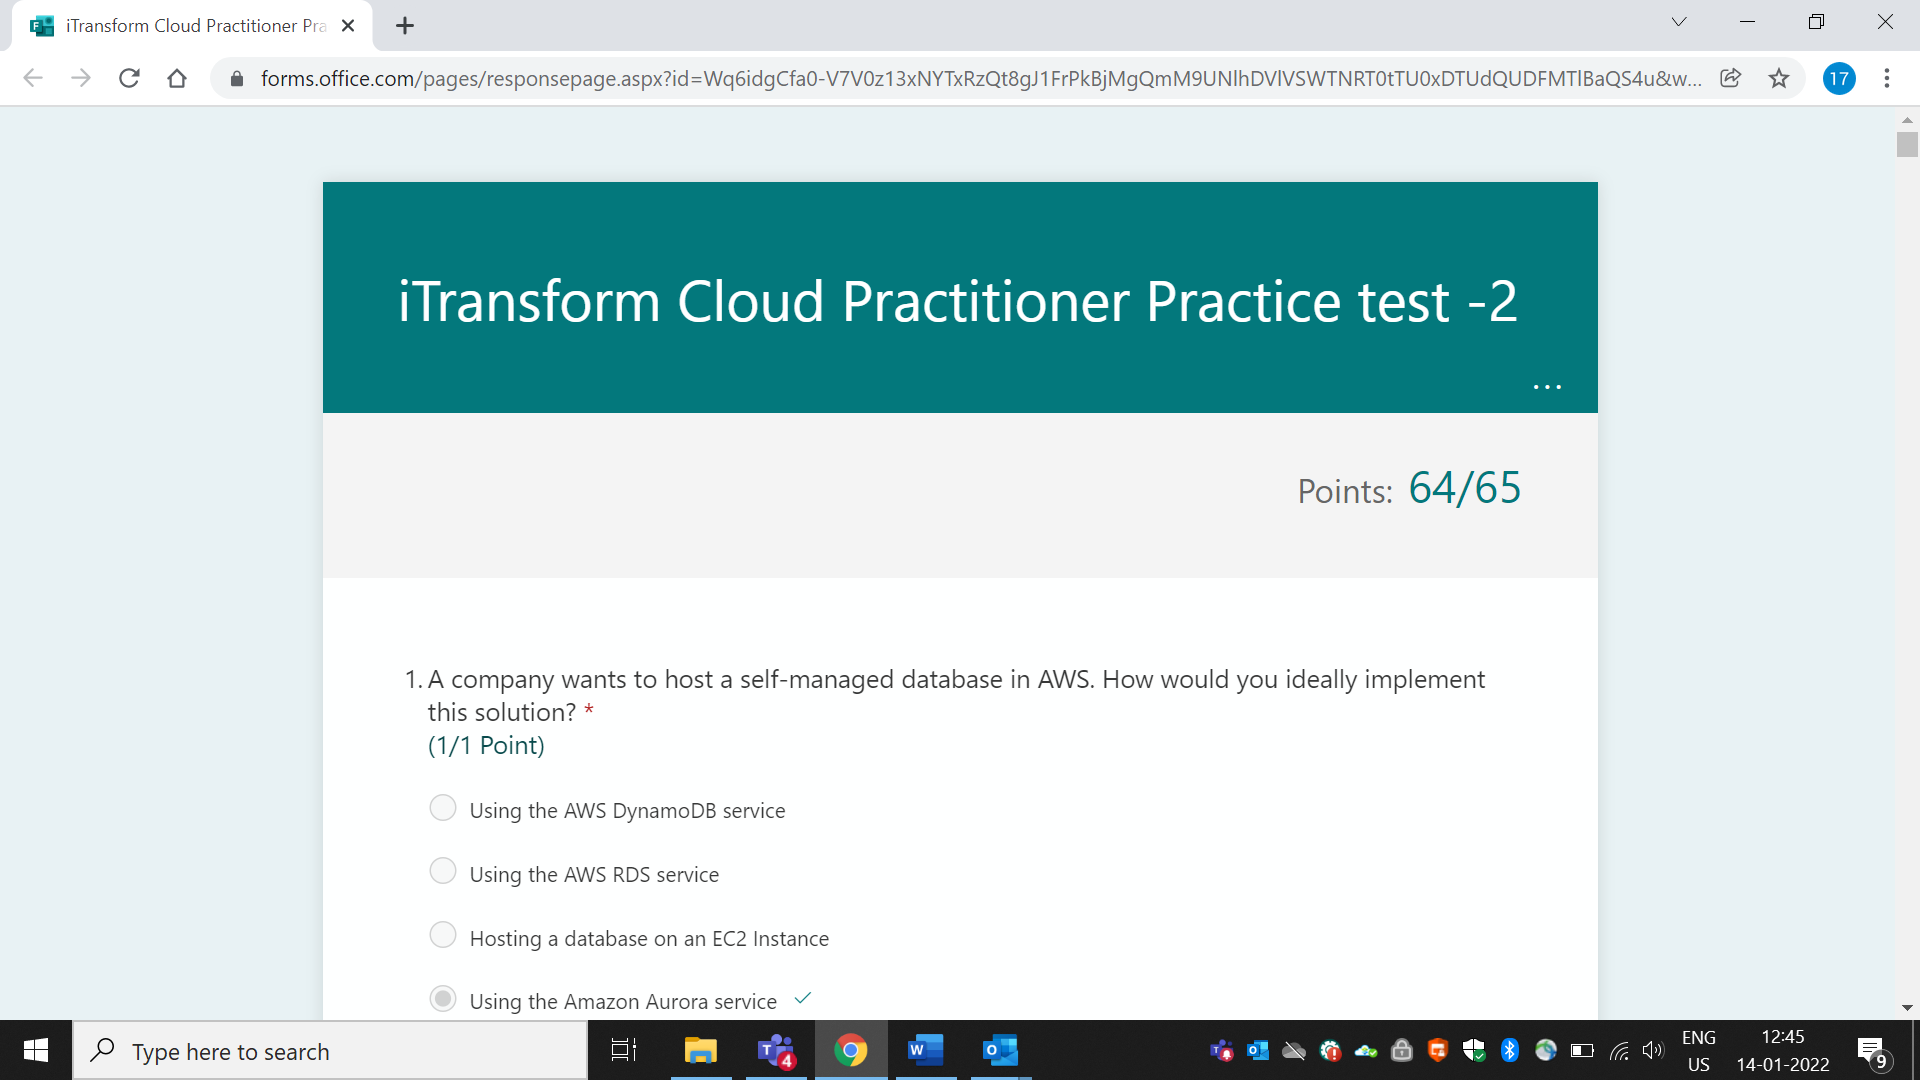 iTransform Cloud Practitioner Pra
forms.office.com/pages/responsepage.aspx?id=Wq6idgCfa0-V7V0z13xNYTxRzQt8gJ1FrPkBjMgQmM9UNlhDVlVSWTNRT0tTU0xDTUdQUDFMTlBaQS4u&w...
17
iTransform Cloud Practitioner Practice test -2
...
Points: 64/65
1. A company wants to host a self-managed database in AWS. How would you ideally implement
this solution? *
(1/1 Point)
Using the AWS DynamoDB service
Using the AWS RDS service
Hosting a database on an EC2 Instance
Using the Amazon Aurora service
Type here to search
4
ENG
US
12:45
14-01-2022
9